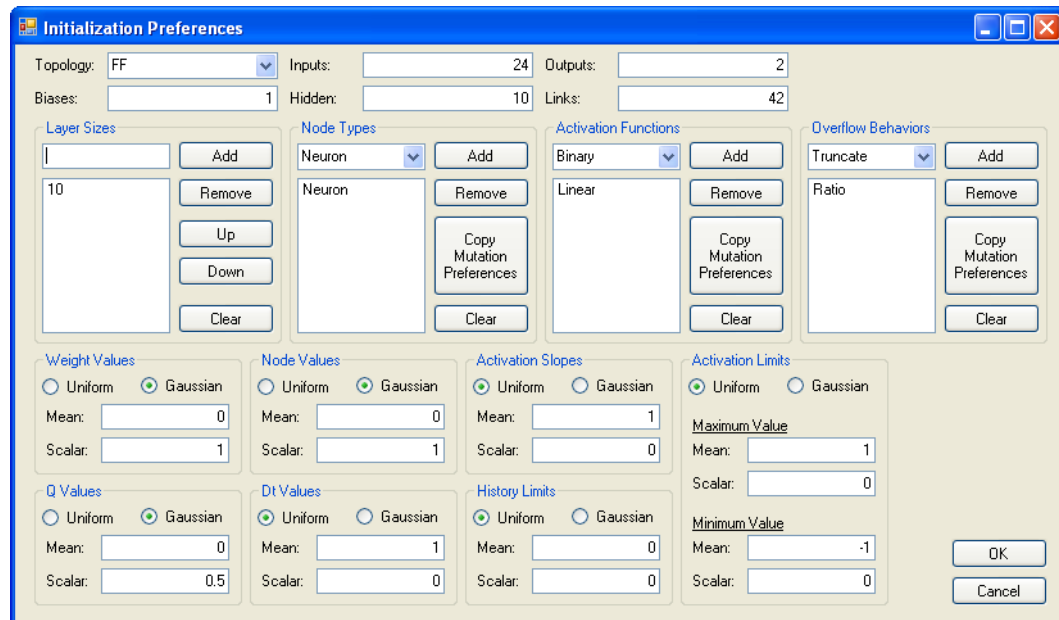 Initialization Preferences
Topology: FF Inputs: 24 Outputs: 2
Biases: 1 Hidden: 10 Links: 42
Layer Sizes Node Types Activation Functions Overflow Behaviors
Add Neuron Add Binary Add Truncate Add
10 Remove Neuron Remove Linear Remove Ratio Remove
Up Copy Copy Copy
Mutation Mutation Mutation
Down Preferences Preferences Preferences
Clear Clear Clear Clear
Weight Values Node Values Activation Slopes Activation Limits
Uniform Gaussian Uniform Gaussian Uniform Gaussian Uniform Gaussian
Mean: 0 Mean: 0 Mean: 1 Maximum Value
Scalar: 1 Scalar: 1 Scalar: 0 Mean: 1
Scalar: 0
Q Values Dt Values History Limits
Uniform Gaussian Uniform Gaussian Uniform Gaussian Minimum Value
Mean: 0 Mean: 1 Mean: 0 Mean: -1 OK
Scalar: 0.5 Scalar: 0 Scalar: 0 Scalar: 0 Cancel